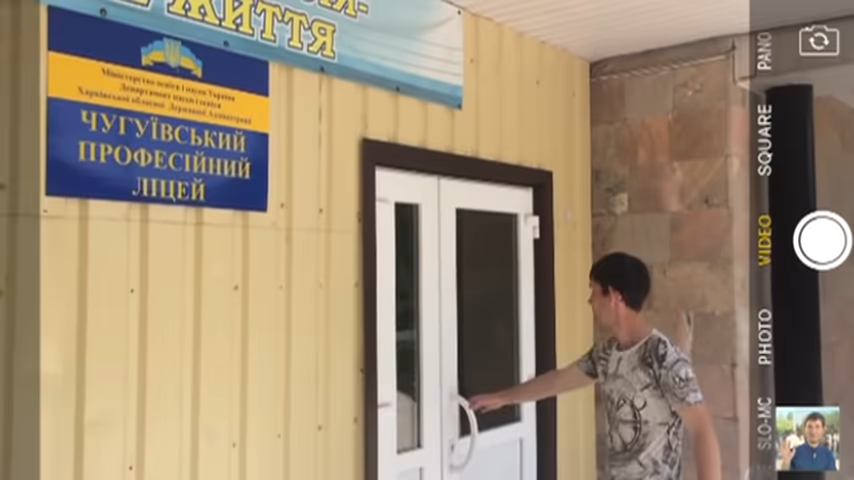 ЖИТТЯ
Міністерство освіти і науки України
Департамент науки і освіти
Харківської обласної Державної Адміністрації
ЧУГУЇВСЬКИЙ
ПРОФЕСІЙНИЙ
ЛІЦЕЙ
PANO
SQUARE
VIDEO
PHOTO
SLO-MO